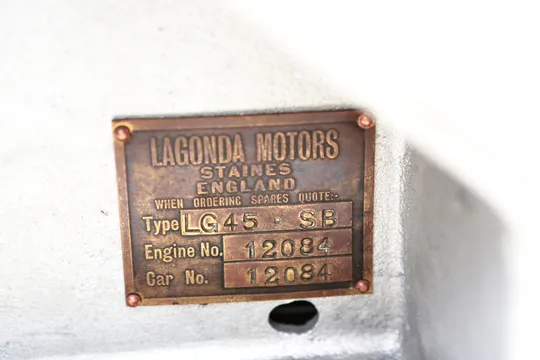 LAGONDA MOTORS
STAINES
ENGLAND
WHEN ORDERING SPARES QUOTE:-
Type LG45 · SB
Engine No. 12084
Car No. 12084